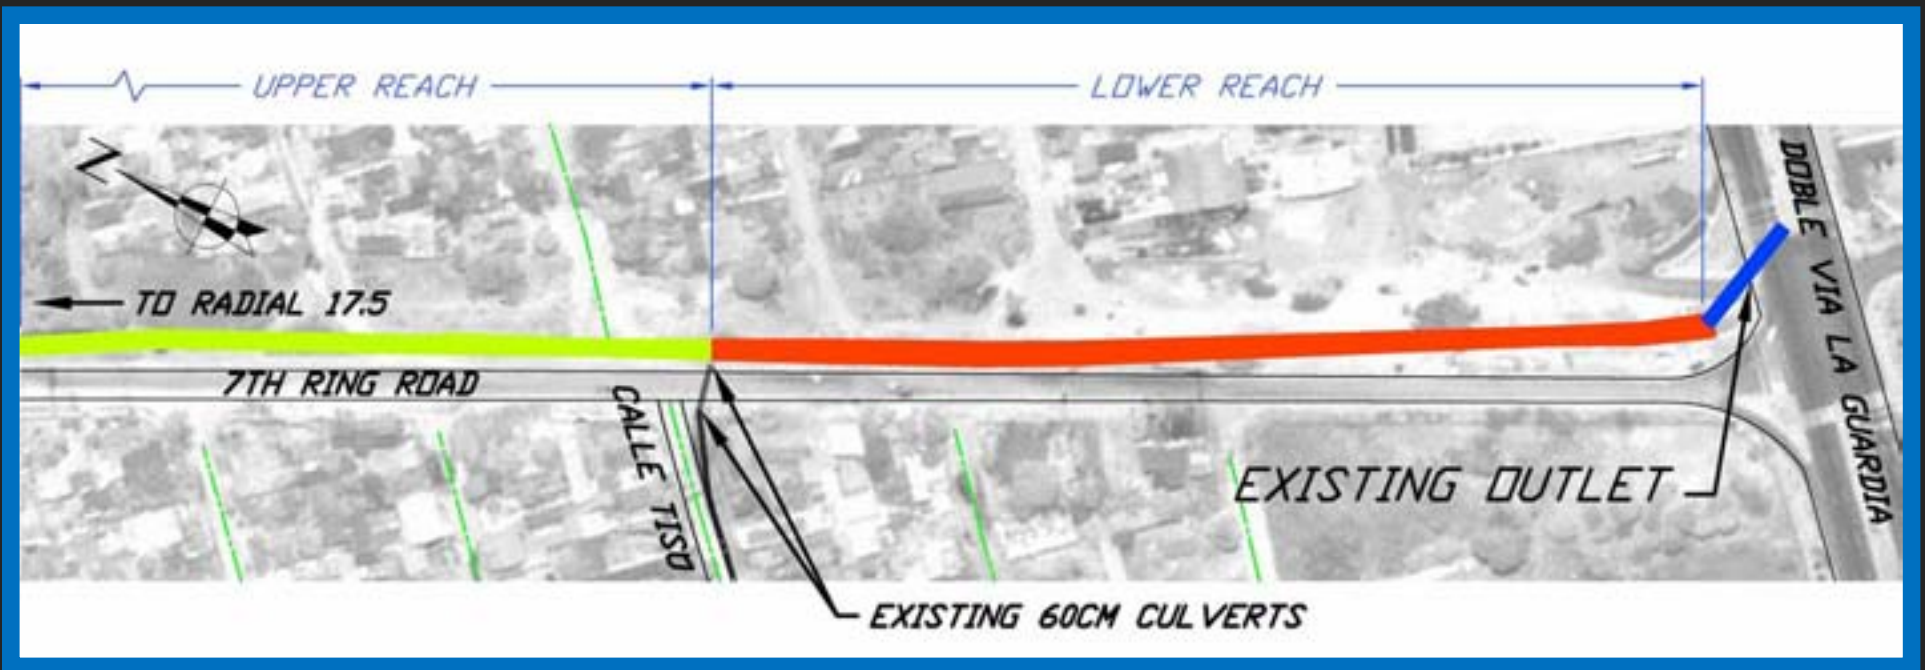 UPPER REACH
LOWER REACH
N
TO RADIAL 17.5
7TH RING ROAD
CALLE TISO
DOBLE VIA LA GUARDIA
EXISTING OUTLET
EXISTING 60CM CULVERTS